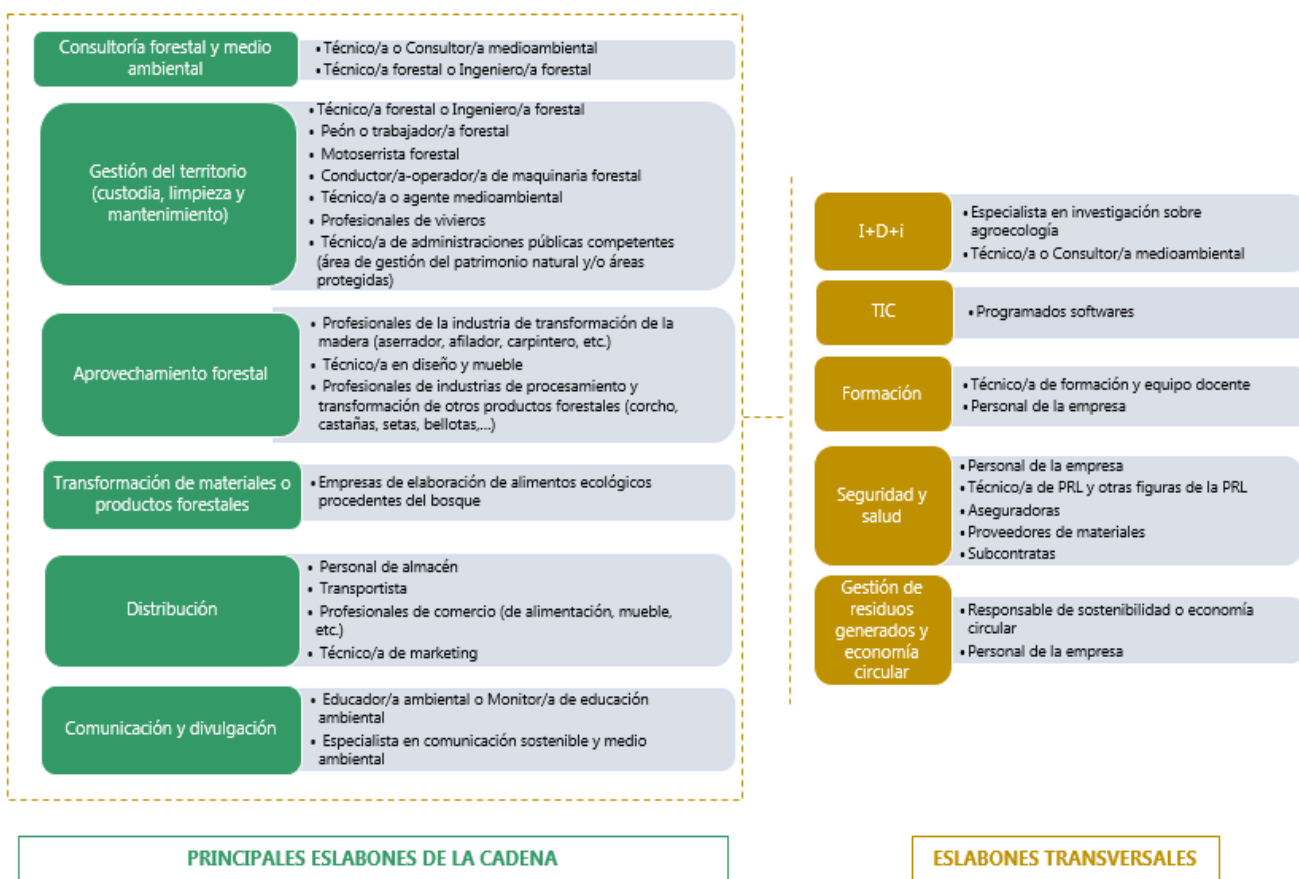 Consultoría forestal y medio
ambiental
• Técnico/a o Consultor/a medioambiental
• Técnico/a forestal o Ingeniero/a forestal
Gestión del territorio
(custodia, limpieza y
mantenimiento)
• Técnico/a forestal o Ingeniero/a forestal
• Peón o trabajador/a forestal
• Motoserrista forestal
• Conductor/a-operador/a de maquinaria forestal
• Técnico/a o agente medioambiental
• Profesionales de vivieros
• Técnico/a de administraciones públicas competentes
(área de gestión del patrimonio natural y/o áreas
protegidas)
Aprovechamiento forestal
• Profesionales de la industria de transformación de la
madera (aserrador, afilador, carpintero, etc.)
• Técnico/a en diseño y mueble
• Profesionales de industrias de procesamiento y
transformación de otros productos forestales (corcho,
castañas, setas, bellotas,...)
Transformación de materiales o
productos forestales
• Empresas de elaboración de alimentos ecológicos
procedentes del bosque
Distribución
• Personal de almacén
• Transportista
• Profesionales de comercio (de alimentación, mueble,
etc.)
• Técnico/a de marketing
Comunicación y divulgación
• Educador/a ambiental o Monitor/a de educación
ambiental
• Especialista en comunicación sostenible y medio
ambiental
PRINCIPALES ESLABONES DE LA CADENA
I+D+i
• Especialista en investigación sobre
agroecología
• Técnico/a o Consultor/a medioambiental
TIC
• Programados softwares
Formación
• Técnico/a de formación y equipo docente
• Personal de la empresa
Seguridad y
salud
• Personal de la empresa
• Técnico/a de PRL y otras figuras de la PRL
• Aseguradoras
• Proveedores de materiales
• Subcontratas
Gestión de
residuos
generados y
economía
circular
• Responsable de sostenibilidad o economía
circular
• Personal de la empresa
ESLABONES TRANSVERSALES